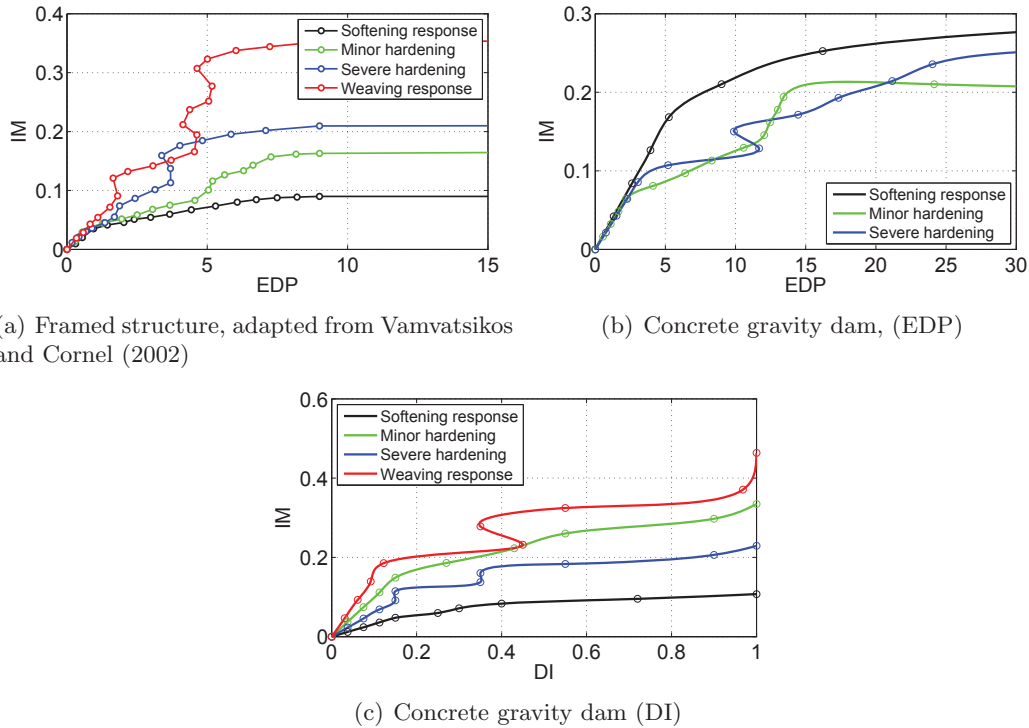 0.4
0.3
0.2
0.1
0
IM
0 5 10 15
EDP
Softening response
Minor hardening
Severe hardening
Weaving response
(a) Framed structure, adapted from Vamvatsikos
and Cornel (2002)
0.3
0.2
0.1
0
IM
0 5 10 15 20 25 30
EDP
Softening response
Minor hardening
Severe hardening
(b) Concrete gravity dam, (EDP)
0.6
0.4
0.2
0
IM
0 0.2 0.4 0.6 0.8 1
DI
Softening response
Minor hardening
Severe hardening
Weaving response
(c) Concrete gravity dam (DI)